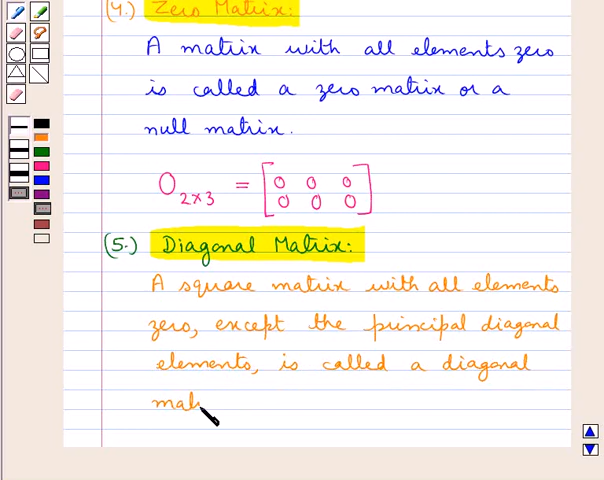 (4.) Zero Matrix:
A matrix with all elements zero
is called a zero matrix or a
null matrix.
O 2×3 = [0 0 0
0 0 0]
(5.) Diagonal Matrix:
A square matrix with all elements
zero, except the principal diagonal
elements, is called a diagonal
mat